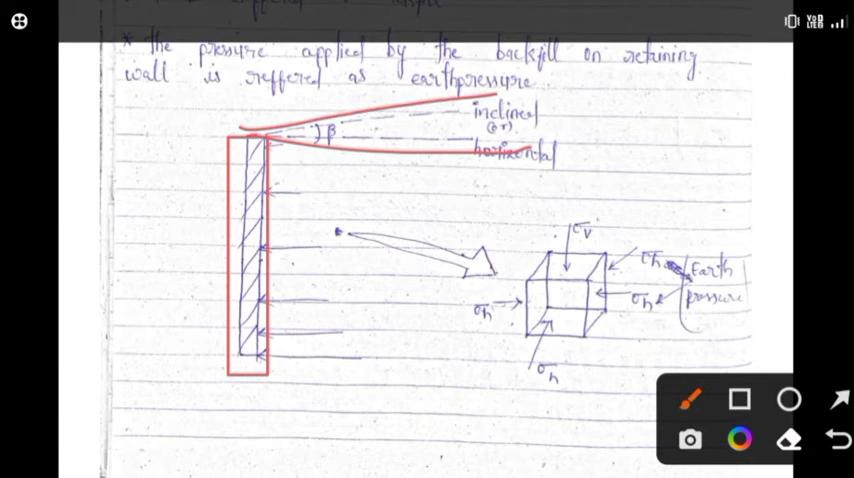 * The pressure applied by the backfill on retaining
wall is reffered as earthpressure
inclined
(or)
horizontal
β
σv
σh
Earth
pressure
σh
σh
σh